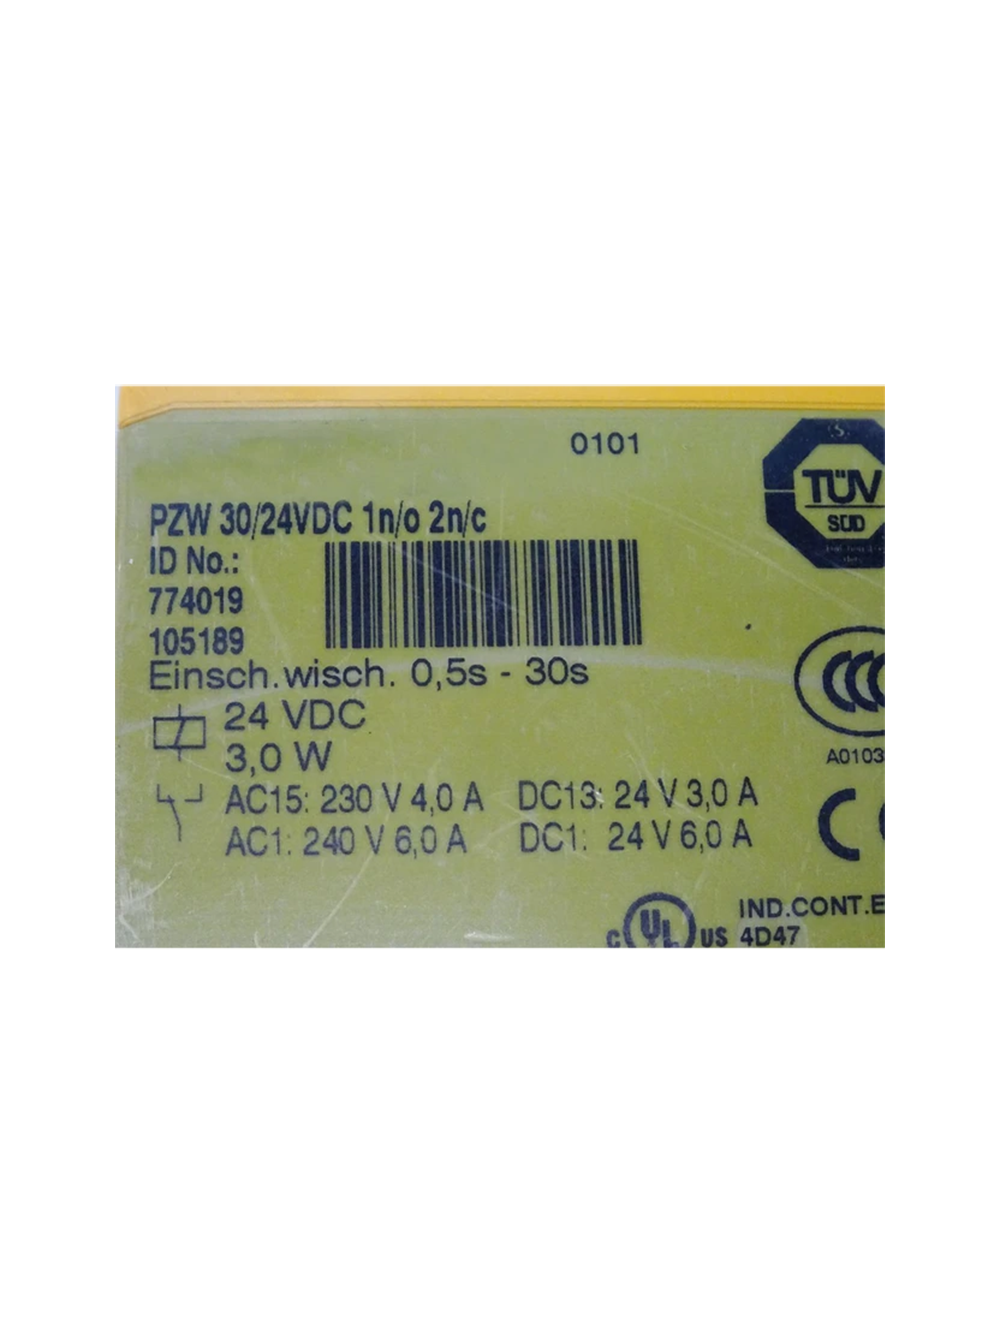 0101
TÜV
SÜD
PZW 30/24VDC 1n/o 2n/c
ID No.:
774019
105189
Einsch.wisch. 0,5s - 30s
24 VDC
3,0 W
A0103
AC15: 230 V 4,0 A DC13: 24 V 3,0 A
AC1: 240 V 6,0 A DC1: 24 V 6,0 A
CE
IND.CONT.E
c UL US 4D47